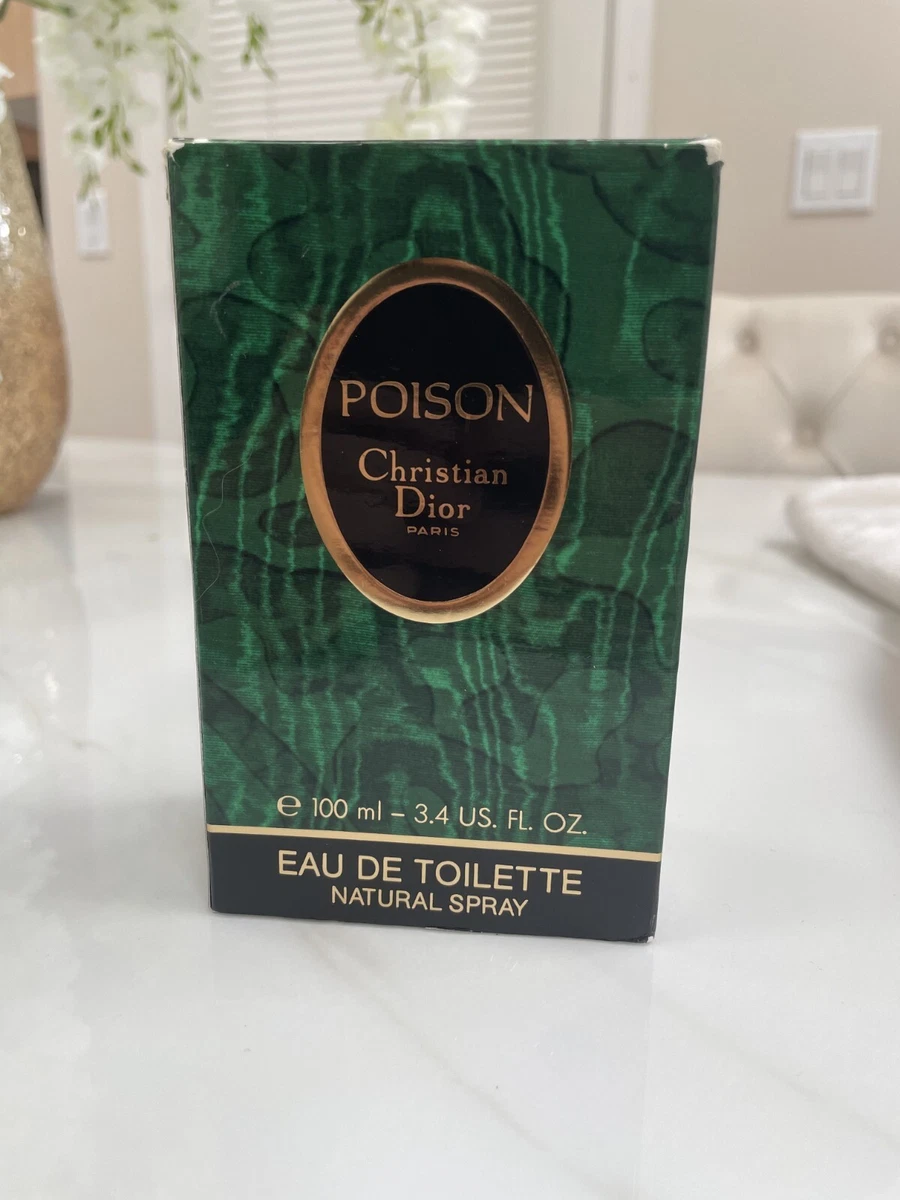 POISON
Christian
Dior
PARIS
℮ 100 ml – 3.4 US. FL. OZ.
EAU DE TOILETTE
NATURAL SPRAY